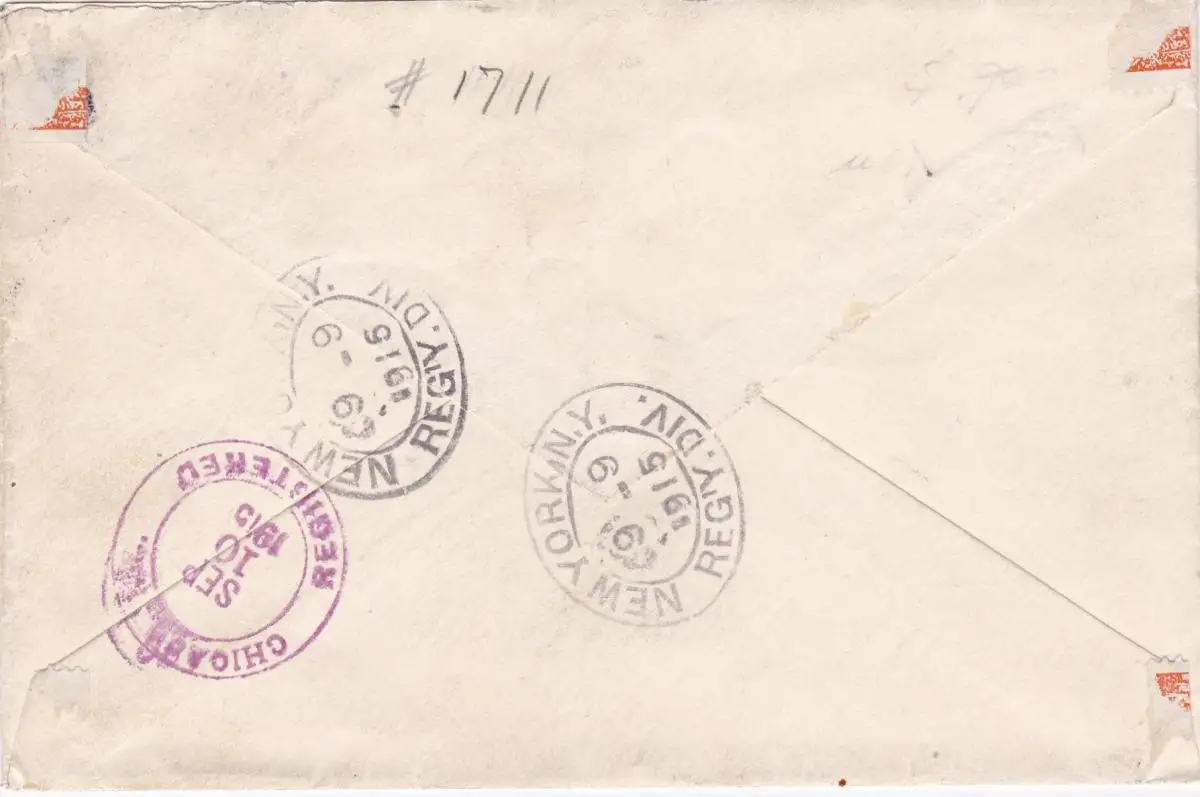 # 1711
NEW YORK, N.Y. REG'Y. DIV.
9 - 9
1915
NEW YORK, N.Y. REG'Y. DIV.
9 - 9
1915
REGISTERED
SEP
10
1915
CHICAGO